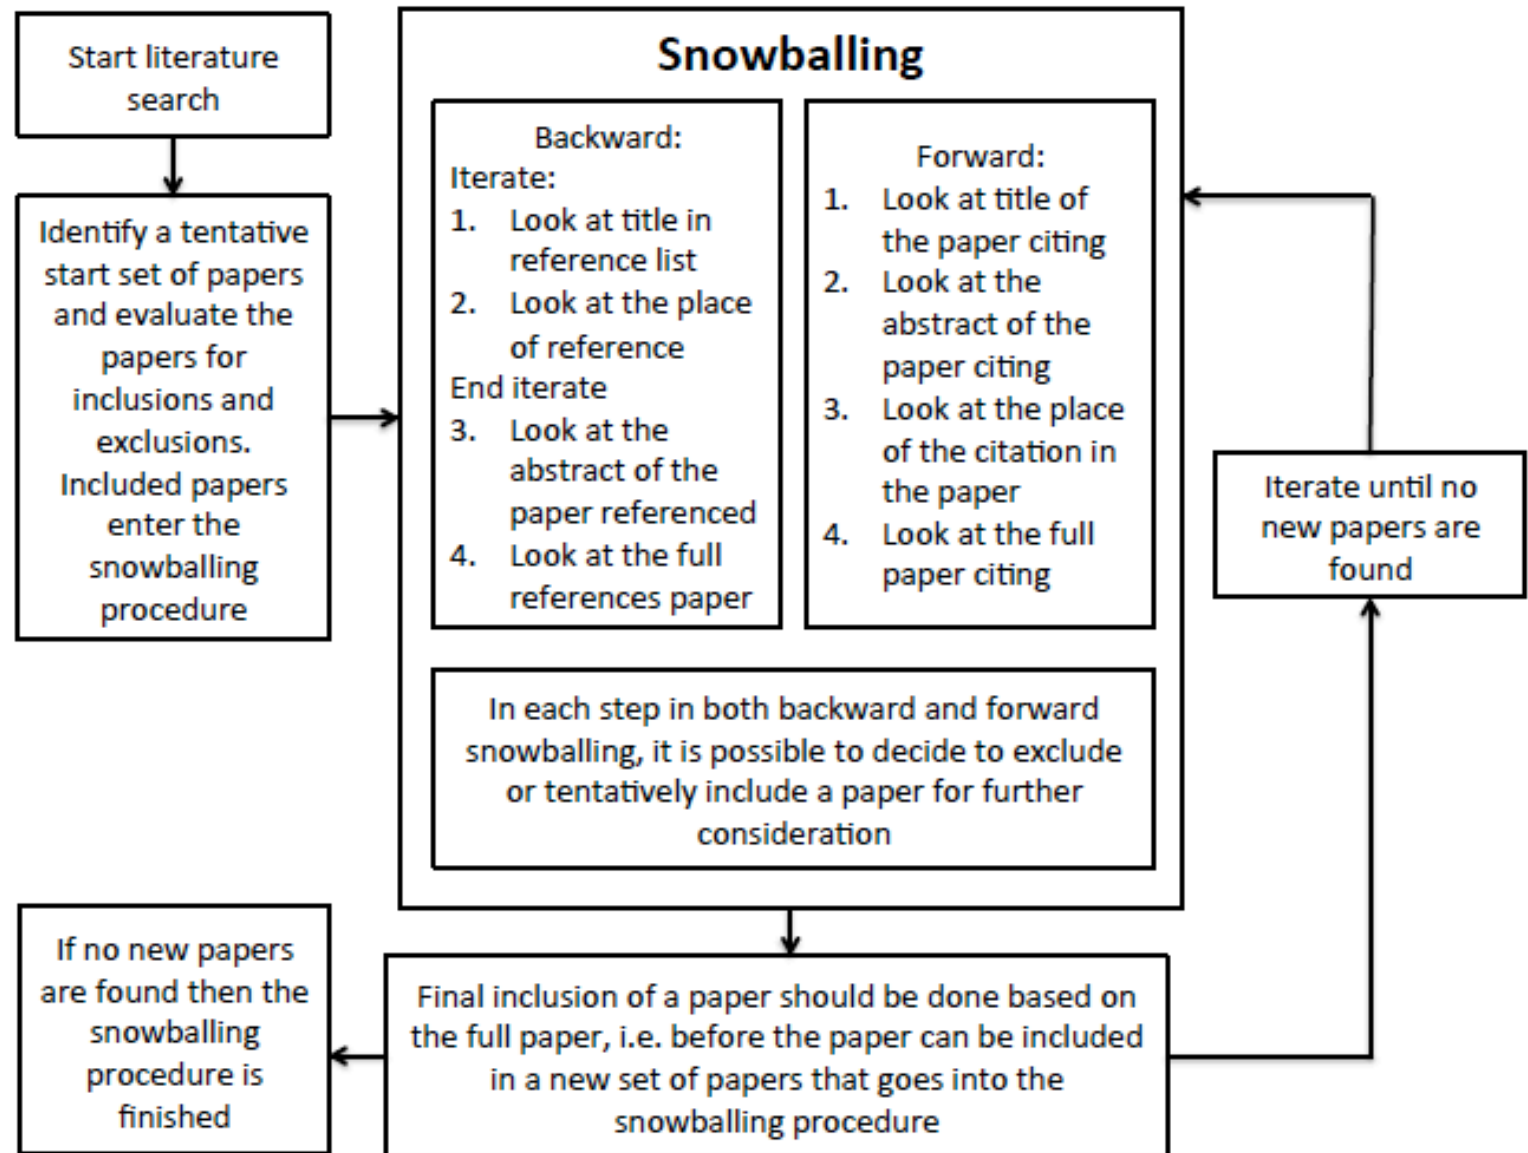 Start literature
search
Identify a tentative
start set of papers
and evaluate the
papers for
inclusions and
exclusions.
Included papers
enter the
snowballing
procedure
Snowballing
Backward:
Iterate:
1. Look at title in
reference list
2. Look at the place
of reference
End iterate
3. Look at the
abstract of the
paper referenced
4. Look at the full
references paper
Forward:
1. Look at title of
the paper citing
2. Look at the
abstract of the
paper citing
3. Look at the place
of the citation in
the paper
4. Look at the full
paper citing
In each step in both backward and forward
snowballing, it is possible to decide to exclude
or tentatively include a paper for further
consideration
Iterate until no
new papers are
found
Final inclusion of a paper should be done based on
the full paper, i.e. before the paper can be included
in a new set of papers that goes into the
snowballing procedure
If no new papers
are found then the
snowballing
procedure is
finished